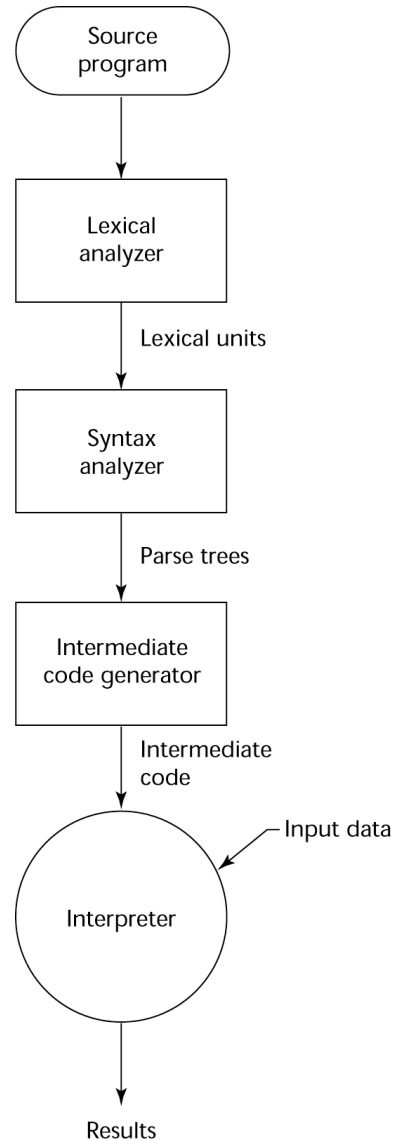 Source
program
Lexical
analyzer
Lexical units
Syntax
analyzer
Parse trees
Intermediate
code generator
Intermediate
code
Input data
Interpreter
Results